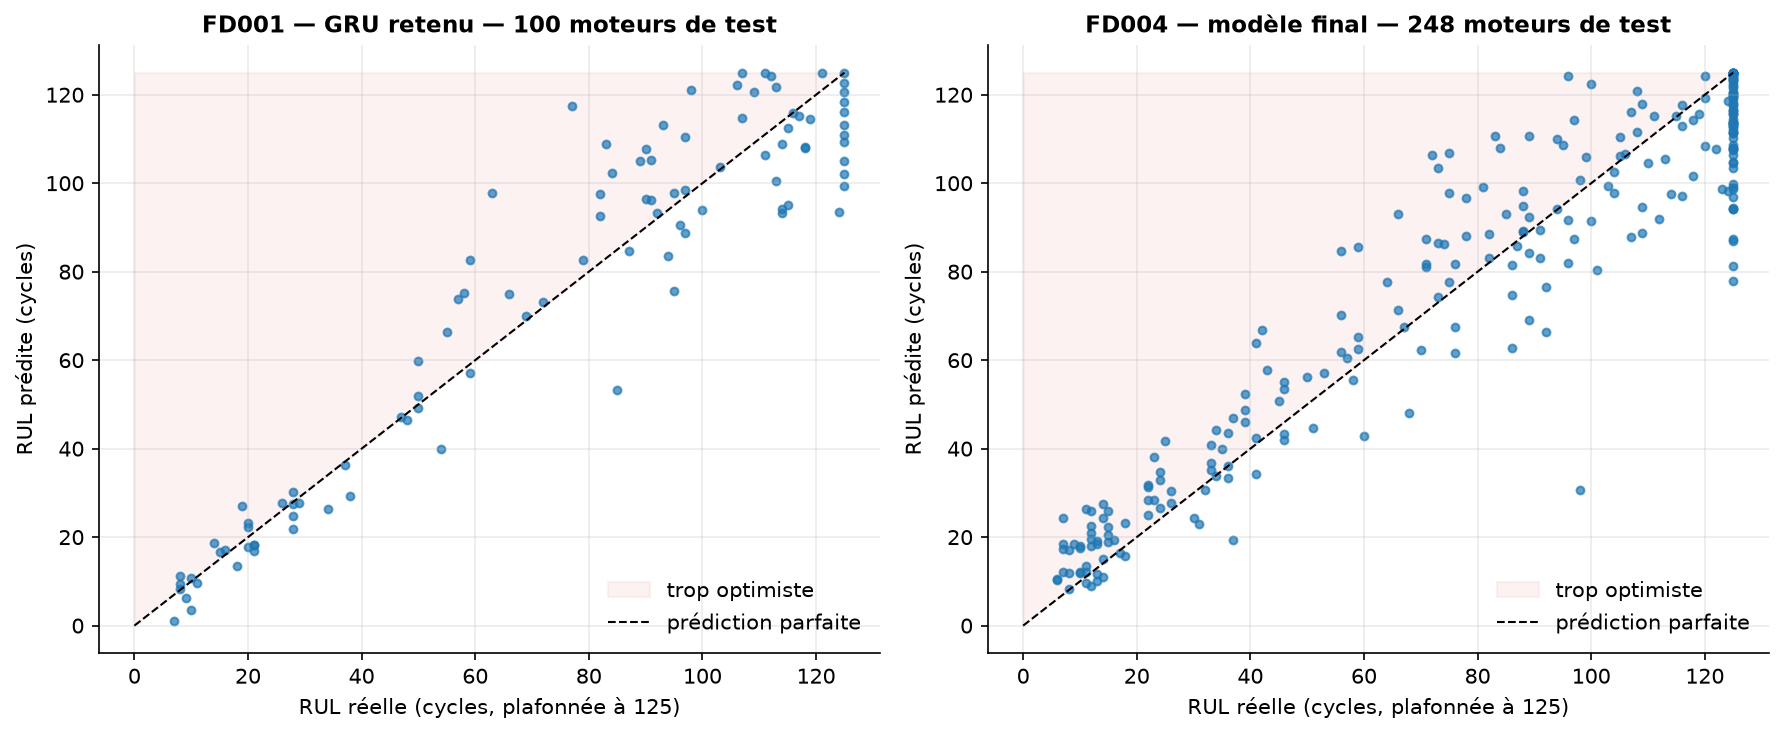 FD001 — GRU retenu — 100 moteurs de test
RUL prédite (cycles)
120
100
80
60
40
20
0
trop optimiste
prédiction parfaite
0 20 40 60 80 100 120
RUL réelle (cycles, plafonnée à 125)
FD004 — modèle final — 248 moteurs de test
RUL prédite (cycles)
120
100
80
60
40
20
0
trop optimiste
prédiction parfaite
0 20 40 60 80 100 120
RUL réelle (cycles, plafonnée à 125)